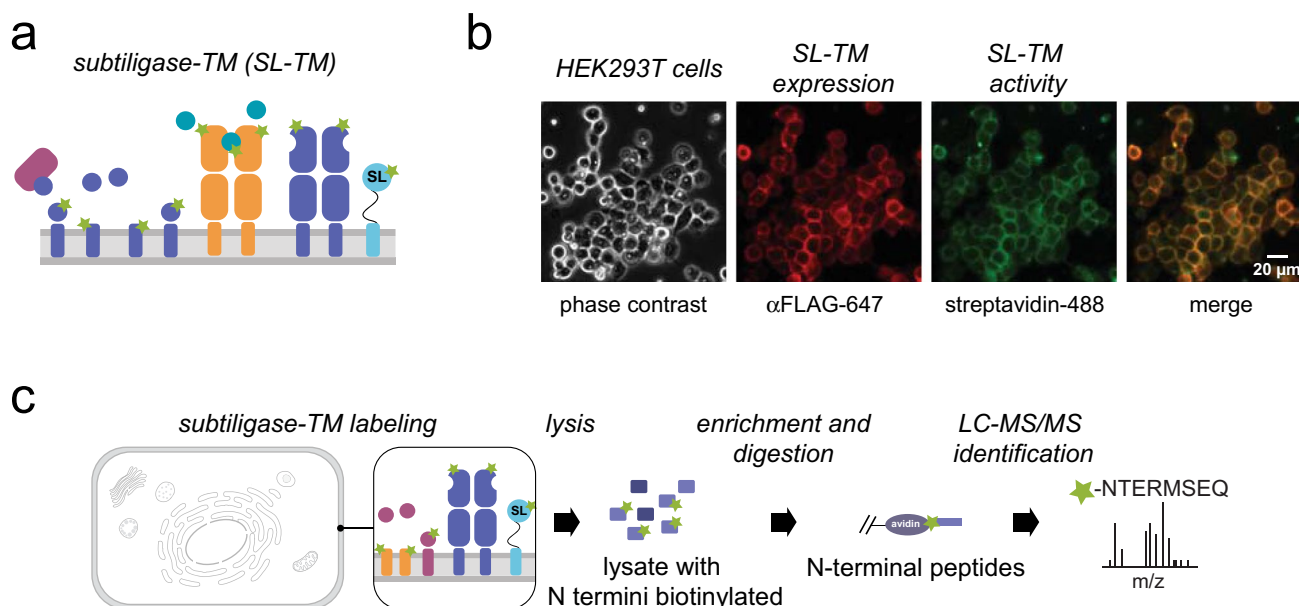 a
subtiligase-TM (SL-TM)
SL
b
HEK293T cells
SL-TM
expression
SL-TM
activity
20 µm
phase contrast
αFLAG-647
streptavidin-488
merge
c
subtiligase-TM labeling
lysis
enrichment and
digestion
LC-MS/MS
identification
SL
lysate with
N termini biotinylated
avidin
N-terminal peptides
-NTERMSEQ
m/z